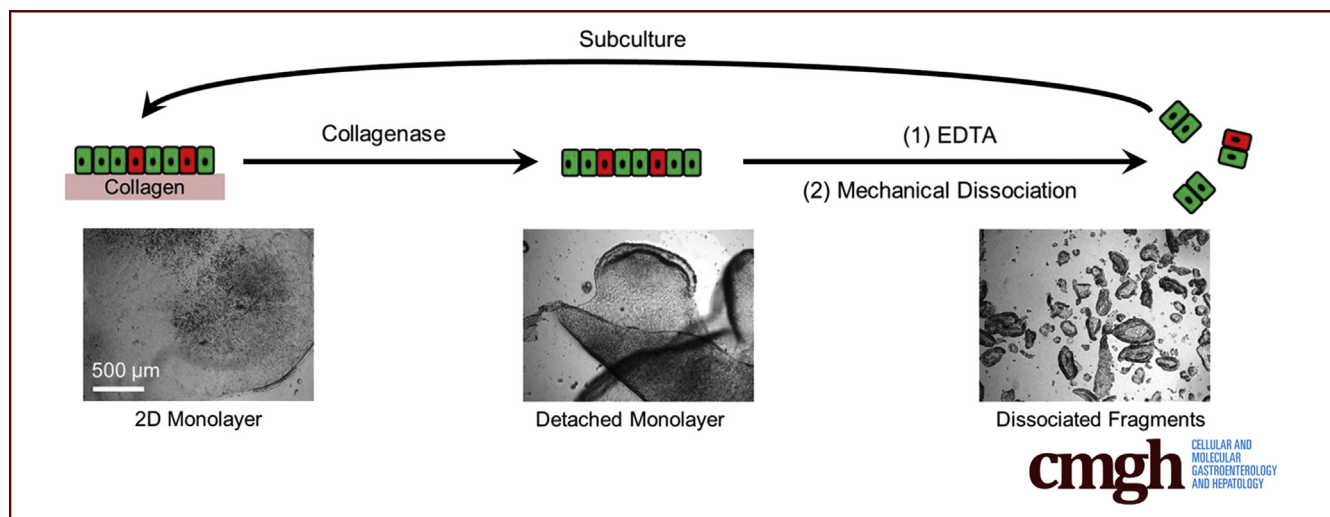 Subculture
Collagenase
(1) EDTA
(2) Mechanical Dissociation
Collagen
500 µm
2D Monolayer
Detached Monolayer
Dissociated Fragments
cmgh
CELLULAR AND
MOLECULAR
GASTROENTEROLOGY
AND HEPATOLOGY